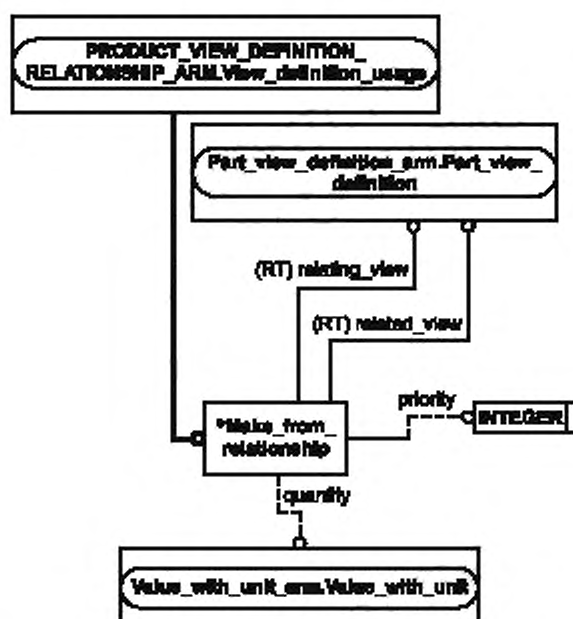 PRODUCT_VIEW_DEFINITION_
RELATIONSHIP_ARM.View_definition_usage
Part_view_definition_arm.Part_view_
definition
(RT) relating_view
(RT) related_view
priority
INTEGER
*Make_from_
relationship
quantity
Value_with_unit_arm.Value_with_unit